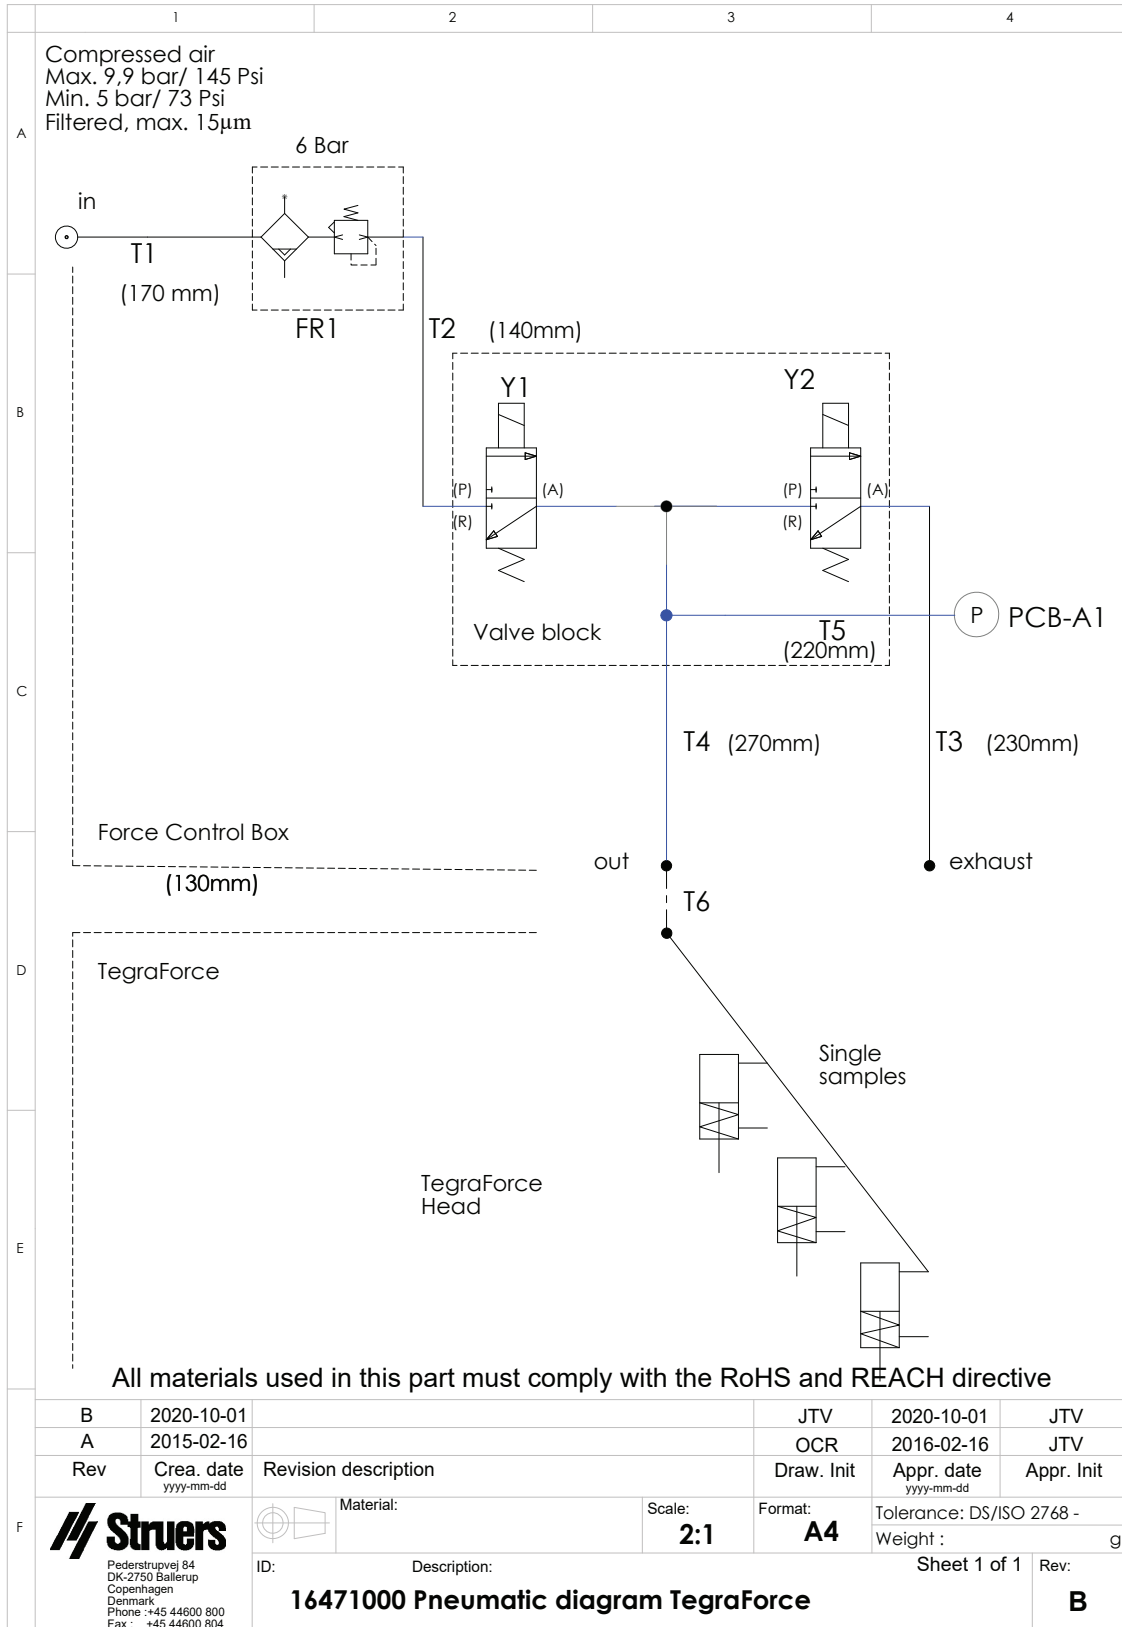 1 2 3 4
Compressed air
Max. 9,9 bar/ 145 Psi
Min. 5 bar/ 73 Psi
Filtered, max. 15µm
A
6 Bar
in
T1
(170 mm)
FR1
T2 (140mm)
B
Y1
Y2
(P) (A)
(R)
(P) (A)
(R)
Valve block
T5
(220mm)
P PCB-A1
C
T4 (270mm)
T3 (230mm)
Force Control Box
(130mm)
out
exhaust
T6
D
TegraForce
Single
samples
TegraForce
Head
E
All materials used in this part must comply with the RoHS and REACH directive
B 2020-10-01 JTV 2020-10-01 JTV
A 2015-02-16 OCR 2016-02-16 JTV
Rev Crea. date Revision description Draw. Init Appr. date Appr. Init
yyyy-mm-dd yyyy-mm-dd
F
Struers
Pederstrupvej 84
DK-2750 Ballerup
Copenhagen
Denmark
Phone :+45 44600 800
Fax : +45 44600 804
Material:
Scale:
2:1
Format:
A4
Tolerance: DS/ISO 2768 -
Weight : g
ID: Description:
Sheet 1 of 1
Rev:
16471000 Pneumatic diagram TegraForce
B